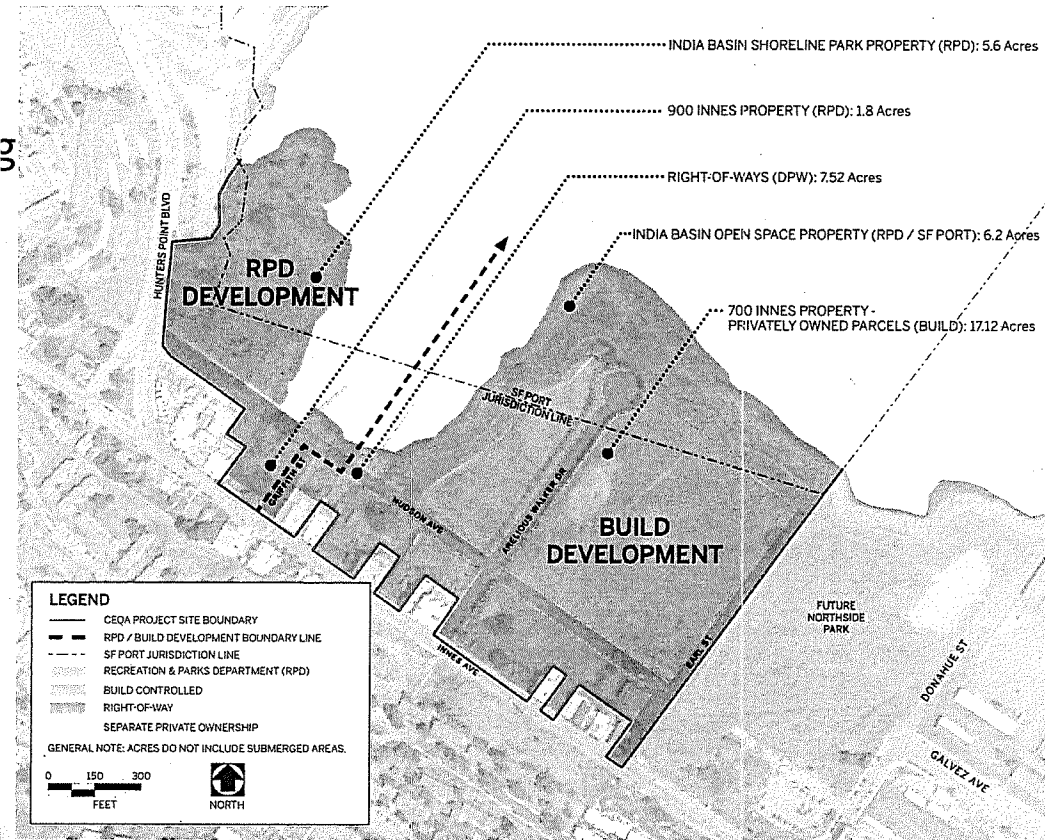 INDIA BASIN SHORELINE PARK PROPERTY (RPD): 5.6 Acres
900 INNES PROPERTY (RPD): 1.8 Acres
RIGHT-OF-WAYS (DPW): 7.52 Acres
INDIA BASIN OPEN SPACE PROPERTY (RPD / SF PORT): 6.2 Acres
700 INNES PROPERTY -
PRIVATELY OWNED PARCELS (BUILD): 17.12 Acres
HUNTERS POINT BLVD
RPD
DEVELOPMENT
SF PORT
JURISDICTION LINE
GRIFFITH ST
HUDSON AVE
ARELIOUS WALKER DR
BUILD
DEVELOPMENT
INNES AVE
EARL ST
FUTURE
NORTHSIDE
PARK
DONAHUE ST
GALVEZ AVE
LEGEND
CEQA PROJECT SITE BOUNDARY
RPD / BUILD DEVELOPMENT BOUNDARY LINE
SF PORT JURISDICTION LINE
RECREATION & PARKS DEPARTMENT (RPD)
BUILD CONTROLLED
RIGHT-OF-WAY
SEPARATE PRIVATE OWNERSHIP
GENERAL NOTE: ACRES DO NOT INCLUDE SUBMERGED AREAS.
0 150 300
FEET
NORTH